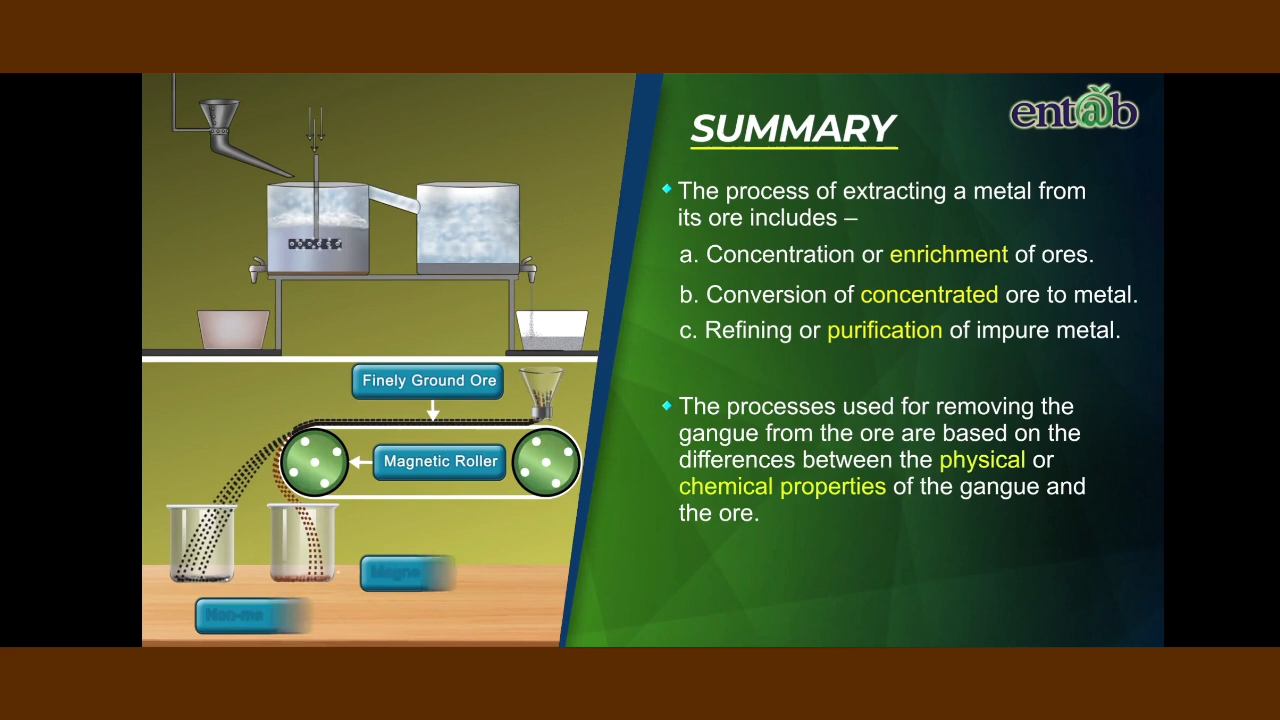 entab
SUMMARY
The process of extracting a metal from
its ore includes –
a. Concentration or enrichment of ores.
b. Conversion of concentrated ore to metal.
c. Refining or purification of impure metal.
The processes used for removing the
gangue from the ore are based on the
differences between the physical or
chemical properties of the gangue and
the ore.
Finely Ground Ore
Magnetic Roller